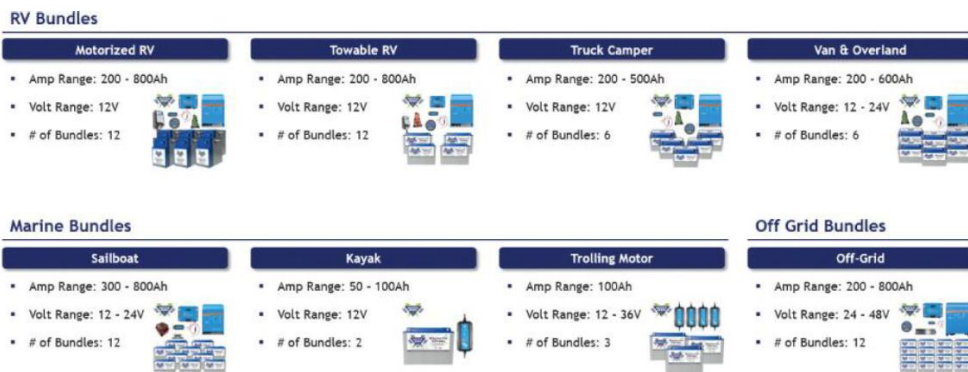 RV Bundles
Motorized RV
▪ Amp Range: 200 - 800Ah
▪ Volt Range: 12V
▪ # of Bundles: 12
Towable RV
▪ Amp Range: 200 - 800Ah
▪ Volt Range: 12V
▪ # of Bundles: 12
Truck Camper
▪ Amp Range: 200 - 500Ah
▪ Volt Range: 12V
▪ # of Bundles: 6
Van & Overland
▪ Amp Range: 200 - 600Ah
▪ Volt Range: 12 - 24V
▪ # of Bundles: 6
Marine Bundles
Sailboat
▪ Amp Range: 300 - 800Ah
▪ Volt Range: 12 - 24V
▪ # of Bundles: 12
Kayak
▪ Amp Range: 50 - 100Ah
▪ Volt Range: 12V
▪ # of Bundles: 2
Trolling Motor
▪ Amp Range: 100Ah
▪ Volt Range: 12 - 36V
▪ # of Bundles: 3
Off Grid Bundles
Off-Grid
▪ Amp Range: 200 - 800Ah
▪ Volt Range: 24 - 48V
▪ # of Bundles: 12